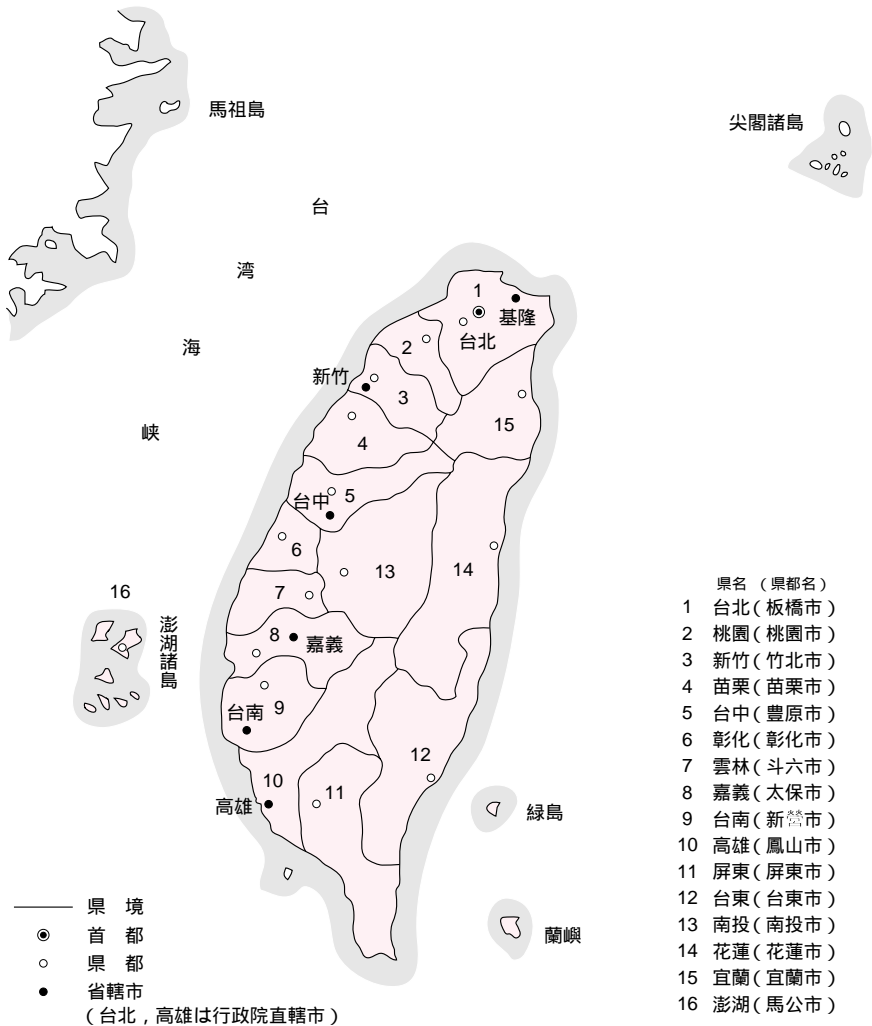 馬祖島
尖閣諸島
台
湾
海
峡
1
基隆
台北
2
新竹
3
15
4
台中
5
6
13
14
7
16
澎湖諸島
8
嘉義
9
台南
12
10
11
高雄
緑島
蘭嶼
県名 (県都名)
1 台北(板橋市)
2 桃園(桃園市)
3 新竹(竹北市)
4 苗栗(苗栗市)
5 台中(豊原市)
6 彰化(彰化市)
7 雲林(斗六市)
8 嘉義(太保市)
9 台南(新營市)
10 高雄(鳳山市)
11 屏東(屏東市)
12 台東(台東市)
13 南投(南投市)
14 花蓮(花蓮市)
15 宜蘭(宜蘭市)
16 澎湖(馬公市)
県 境
首 都
県 都
省轄市
(台北,高雄は行政院直轄市)